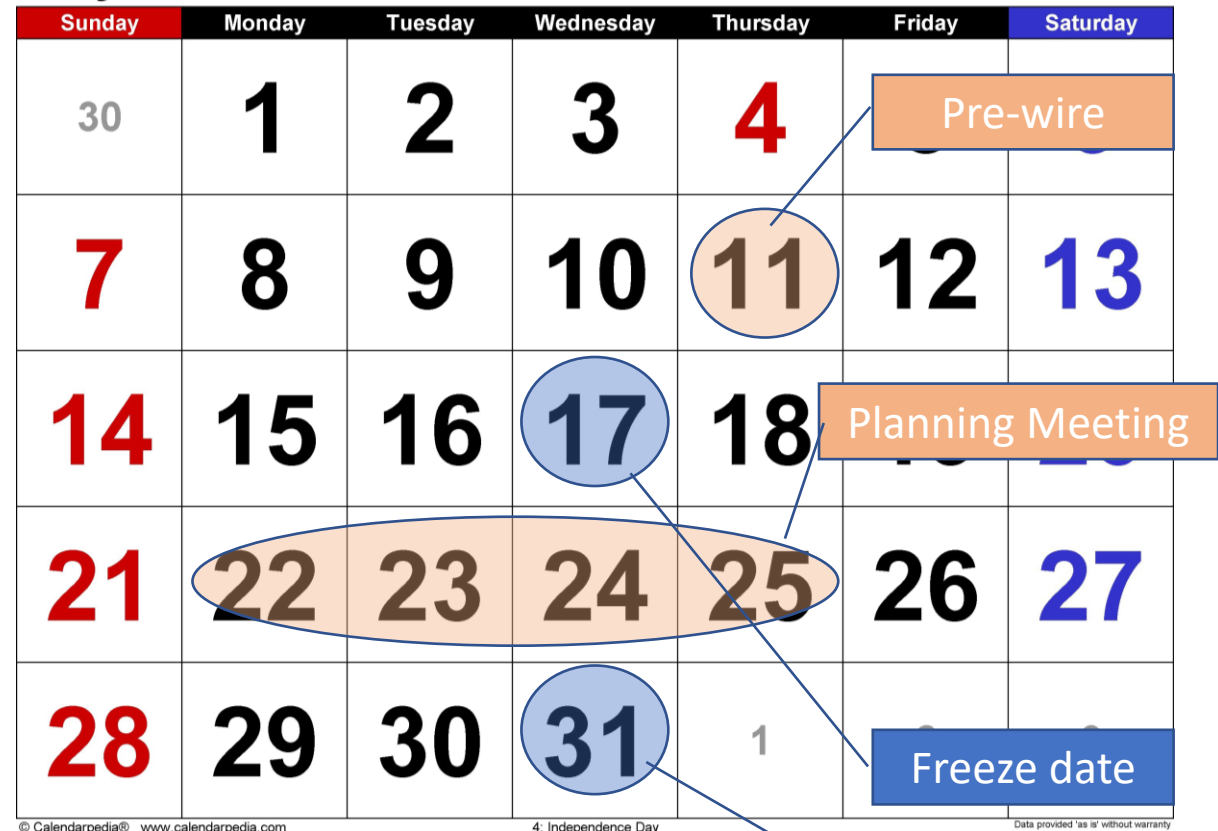 Sunday Monday Tuesday Wednesday Thursday Friday Saturday
30 1 2 3 4
Pre-wire
7 8 9 10 11 12 13
14 15 16 17 18
Planning Meeting
21 22 23 24 25 26 27
28 29 30 31 1
Freeze date
© Calendarpedia® www.calendarpedia.com 4: Independence Day Data provided 'as is' without warranty